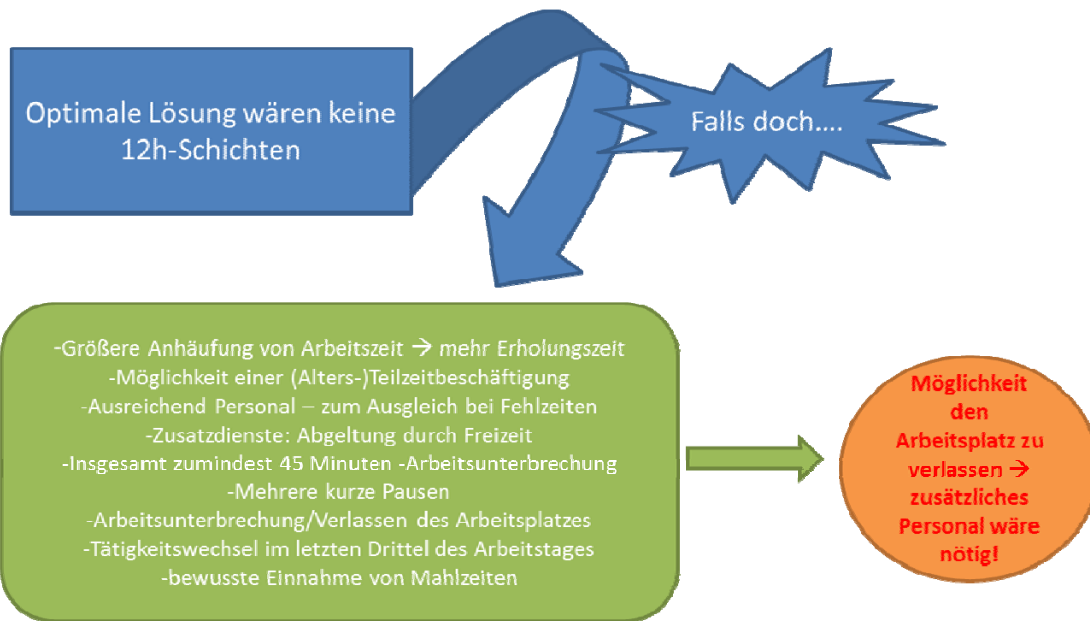 Optimale Lösung wären keine
12h-Schichten
Falls doch....
-Größere Anhäufung von Arbeitszeit → mehr Erholungszeit
-Möglichkeit einer (Alters-)Teilzeitbeschäftigung
-Ausreichend Personal – zum Ausgleich bei Fehlzeiten
-Zusatzdienste: Abgeltung durch Freizeit
-Insgesamt zumindest 45 Minuten -Arbeitsunterbrechung
-Mehrere kurze Pausen
-Arbeitsunterbrechung/Verlassen des Arbeitsplatzes
-Tätigkeitswechsel im letzten Drittel des Arbeitstages
-bewusste Einnahme von Mahlzeiten
Möglichkeit
den
Arbeitsplatz zu
verlassen →
zusätzliches
Personal wäre
nötig!